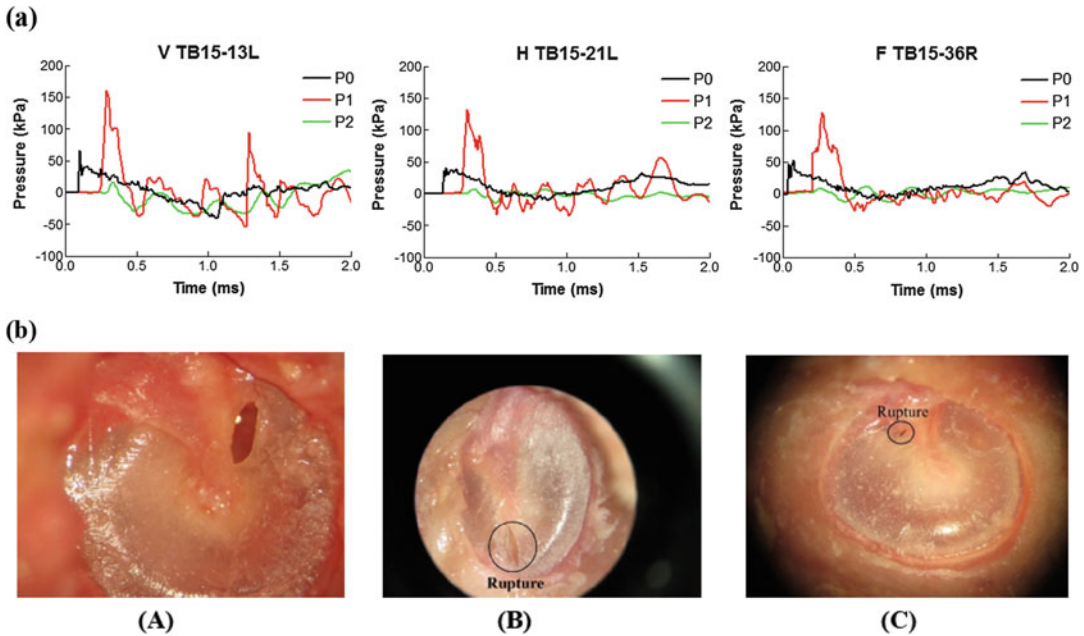 (a)
V TB15-13L
H TB15-21L
F TB15-36R
Pressure (kPa)
200
150
100
50
0
-50
-100
P0
P1
P2
0.0 0.5 1.0 1.5 2.0
Time (ms)
Pressure (kPa)
200
150
100
50
0
-50
-100
P0
P1
P2
0.0 0.5 1.0 1.5 2.0
Time (ms)
Pressure (kPa)
200
150
100
50
0
-50
-100
P0
P1
P2
0.0 0.5 1.0 1.5 2.0
Time (ms)
(b)
Rupture
Rupture
(A)
(B)
(C)